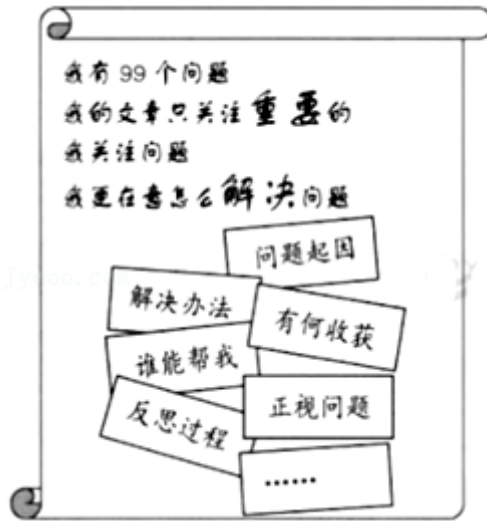 我有 99 个问题
我的文章只关注重要的
我关注问题
我更在意怎么解决问题
问题起因
解决办法
有何收获
谁能帮我
正视问题
反思过程
……